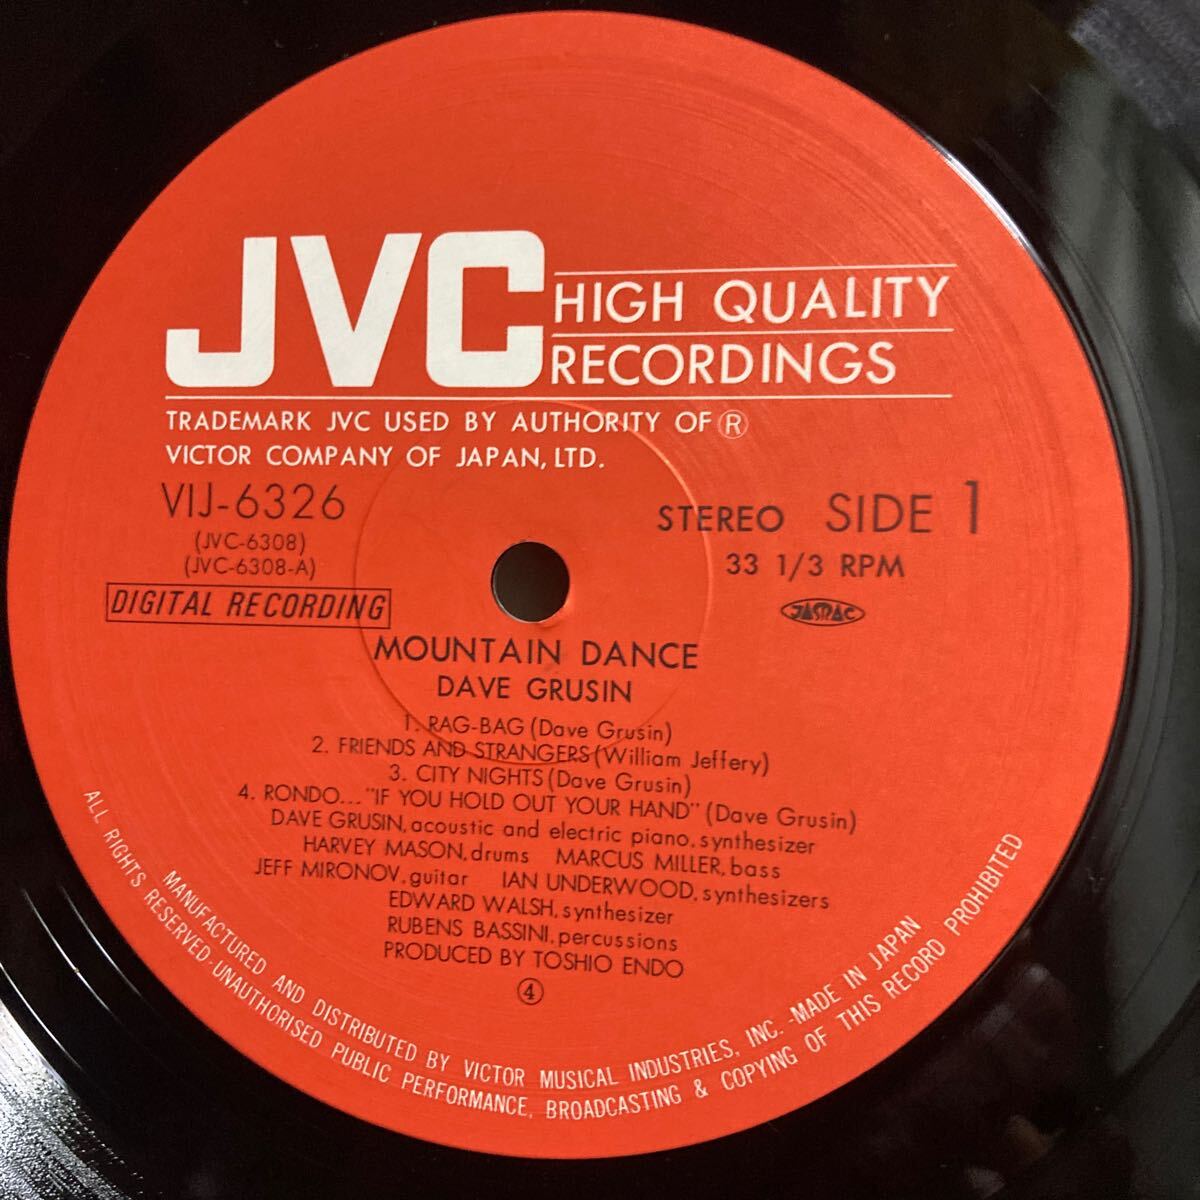 JVC HIGH QUALITY
RECORDINGS
TRADEMARK JVC USED BY AUTHORITY OF Ⓡ
VICTOR COMPANY OF JAPAN, LTD.
VIJ-6326
(JVC-6308)
(JVC-6308-A)
DIGITAL RECORDING
STEREO SIDE 1
33 1/3 RPM
JASRAC
MOUNTAIN DANCE
DAVE GRUSIN
1. RAG-BAG (Dave Grusin)
2. FRIENDS AND STRANGERS (William Jeffery)
3. CITY NIGHTS (Dave Grusin)
4. RONDO... "IF YOU HOLD OUT YOUR HAND" (Dave Grusin)
DAVE GRUSIN, acoustic and electric piano, synthesizer
HARVEY MASON, drums MARCUS MILLER, bass
JEFF MIRONOV, guitar IAN UNDERWOOD, synthesizers
EDWARD WALSH, synthesizer
RUBENS BASSINI, percussions
PRODUCED BY TOSHIO ENDO
④
MANUFACTURED AND DISTRIBUTED BY VICTOR MUSICAL INDUSTRIES, INC. -MADE IN JAPAN
ALL RIGHTS RESERVED-UNAUTHORISED PUBLIC PERFORMANCE, BROADCASTING & COPYING OF THIS RECORD PROHIBITED